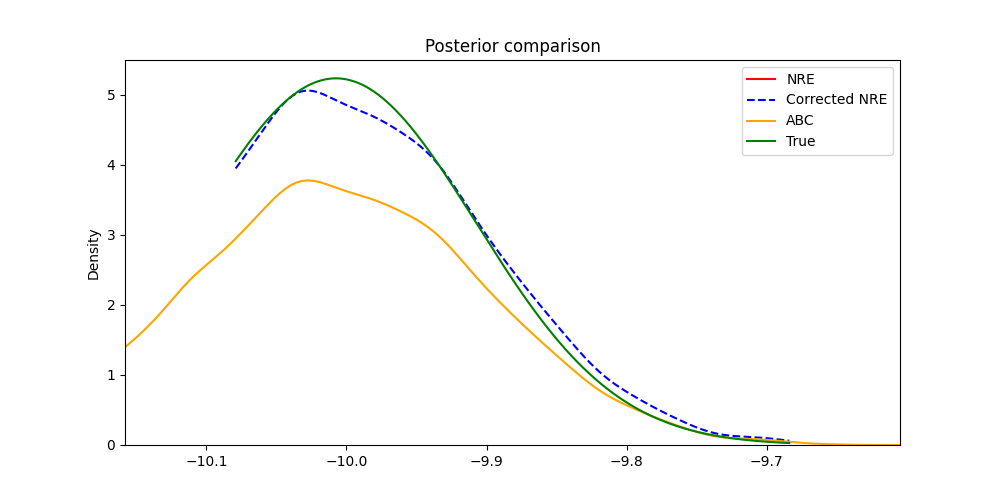 Posterior comparison
NRE
Corrected NRE
ABC
True
Density
5
4
3
2
1
0
−10.1
−10.0
−9.9
−9.8
−9.7